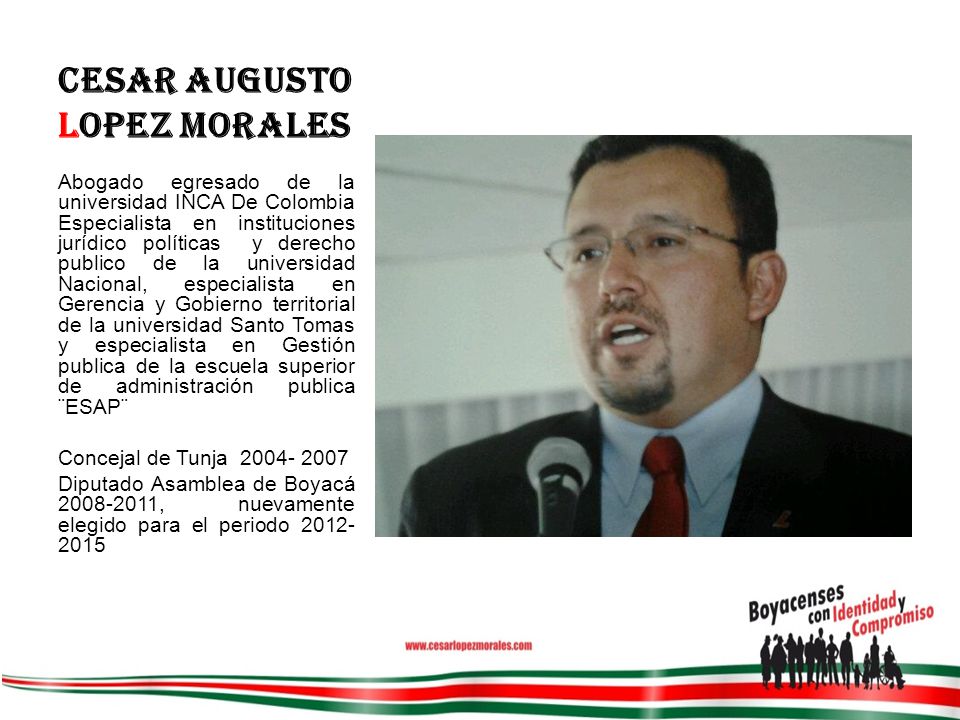 CESAR AUGUSTO
LOPEZ MORALES
Abogado egresado de la
universidad INCA De Colombia
Especialista en instituciones
jurídico políticas y derecho
publico de la universidad
Nacional, especialista en
Gerencia y Gobierno territorial
de la universidad Santo Tomas
y especialista en Gestión
publica de la escuela superior
de administración publica
¨ESAP¨
Concejal de Tunja 2004- 2007
Diputado Asamblea de Boyacá
2008-2011, nuevamente
elegido para el periodo 2012-
2015
www.cesarlopezmorales.com
Boyacenses
con Identidad y
Compromiso